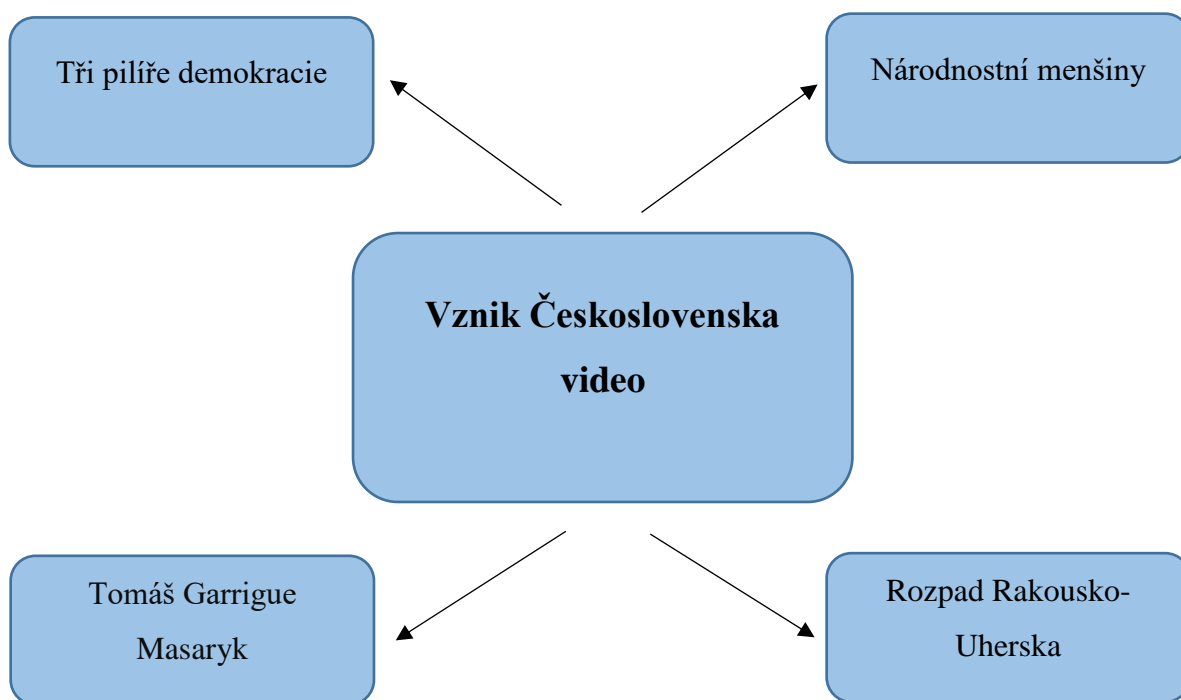 Tři pilíře demokracie
Národnostní menšiny
Vznik Československa
video
Tomáš Garrigue
Masaryk
Rozpad Rakousko-
Uherska